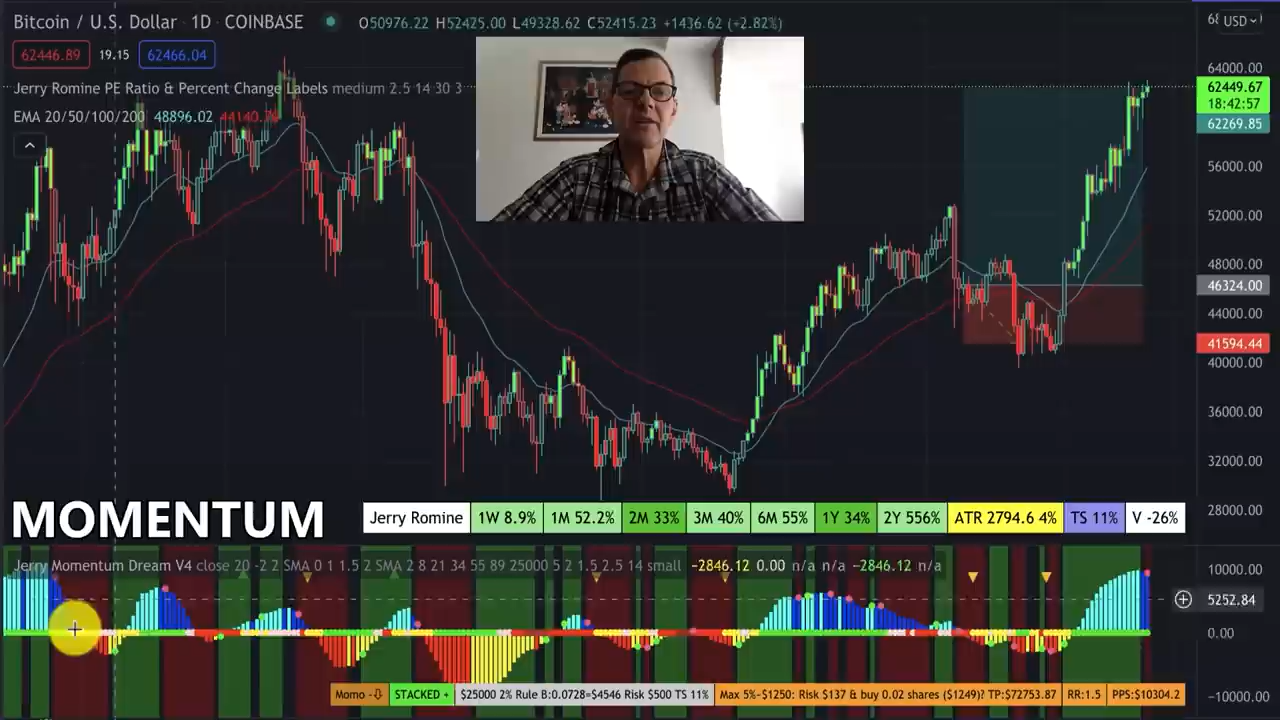 Bitcoin / U.S. Dollar 1D COINBASE O50976.22 H52425.00 L49328.62 C52415.23 +1436.62 (+2.82%)
USD
62446.89 19.15 62466.04
64000.00
Jerry Romine PE Ratio & Percent Change Labels medium 2.5 14 30 3
62449.67
18:42:57
EMA 20/50/100/200 48896.02
62269.85
56000.00
52000.00
48000.00
46324.00
44000.00
41594.44
40000.00
36000.00
32000.00
28000.00
MOMENTUM
Jerry Romine 1W 8.9% 1M 52.2% 2M 33% 3M 40% 6M 55% 1Y 34% 2Y 556% ATR 2794.6 4% TS 11% V -26%
Jerry Momentum Dream V4 close 20 -2 2 SMA 0 1 1.5 2 SMA 2 8 21 34 55 89 25000 5 2 1.5 2.5 14 small -2846.12 0.00 n/a n/a -2846.12 n/a
10000.00
5252.84
0.00
Momo -⇩ STACKED + $25000 2% Rule B:0.0728=$4546 Risk $500 TS 11% Max 5%-$1250: Risk $137 & buy 0.02 shares ($1249)? TP:$72753.87 RR:1.5 PPS:$10304.2
-10000.00